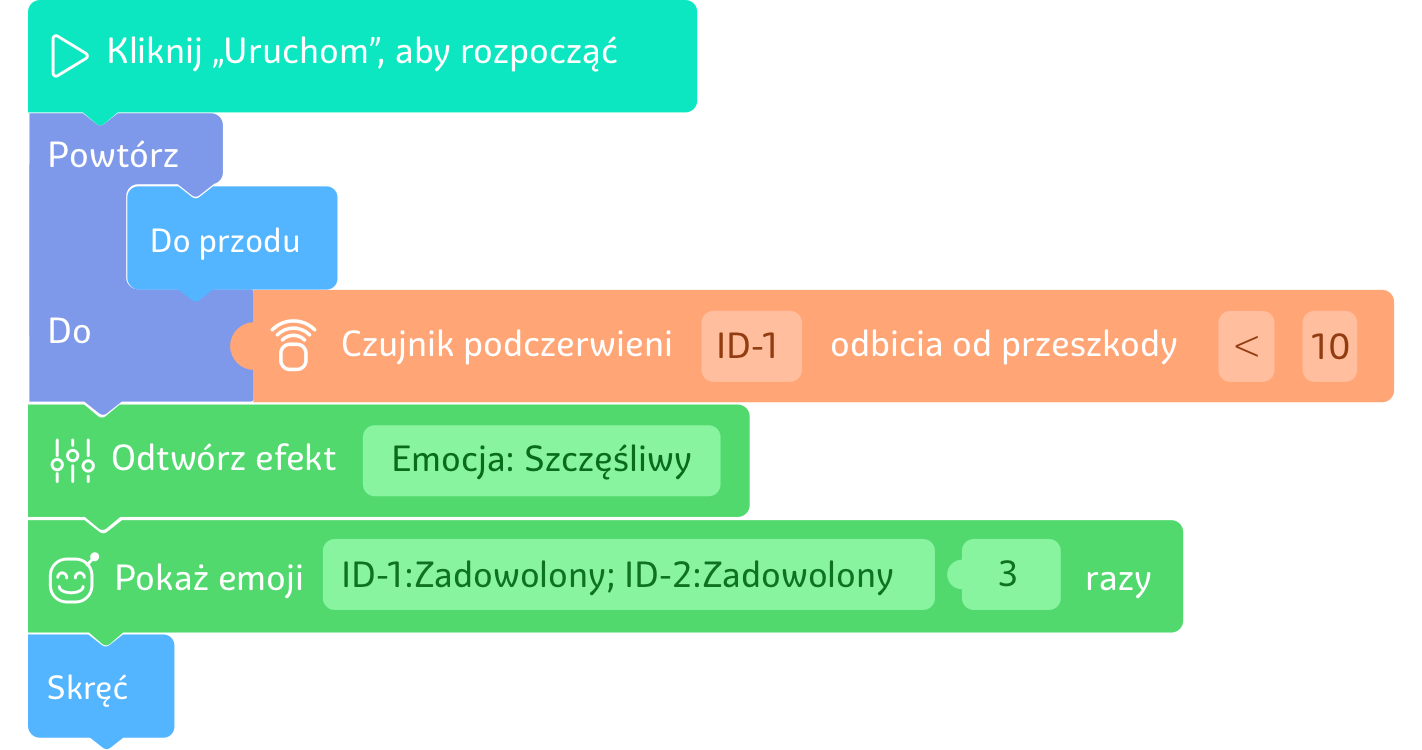 Kliknij „Uruchom”, aby rozpocząć
Powtórz
Do przodu
Do Czujnik podczerwieni ID-1 odbicia od przeszkody < 10
Odtwórz efekt Emocja: Szczęśliwy
Pokaż emoji ID-1:Zadowolony; ID-2:Zadowolony 3 razy
Skręć